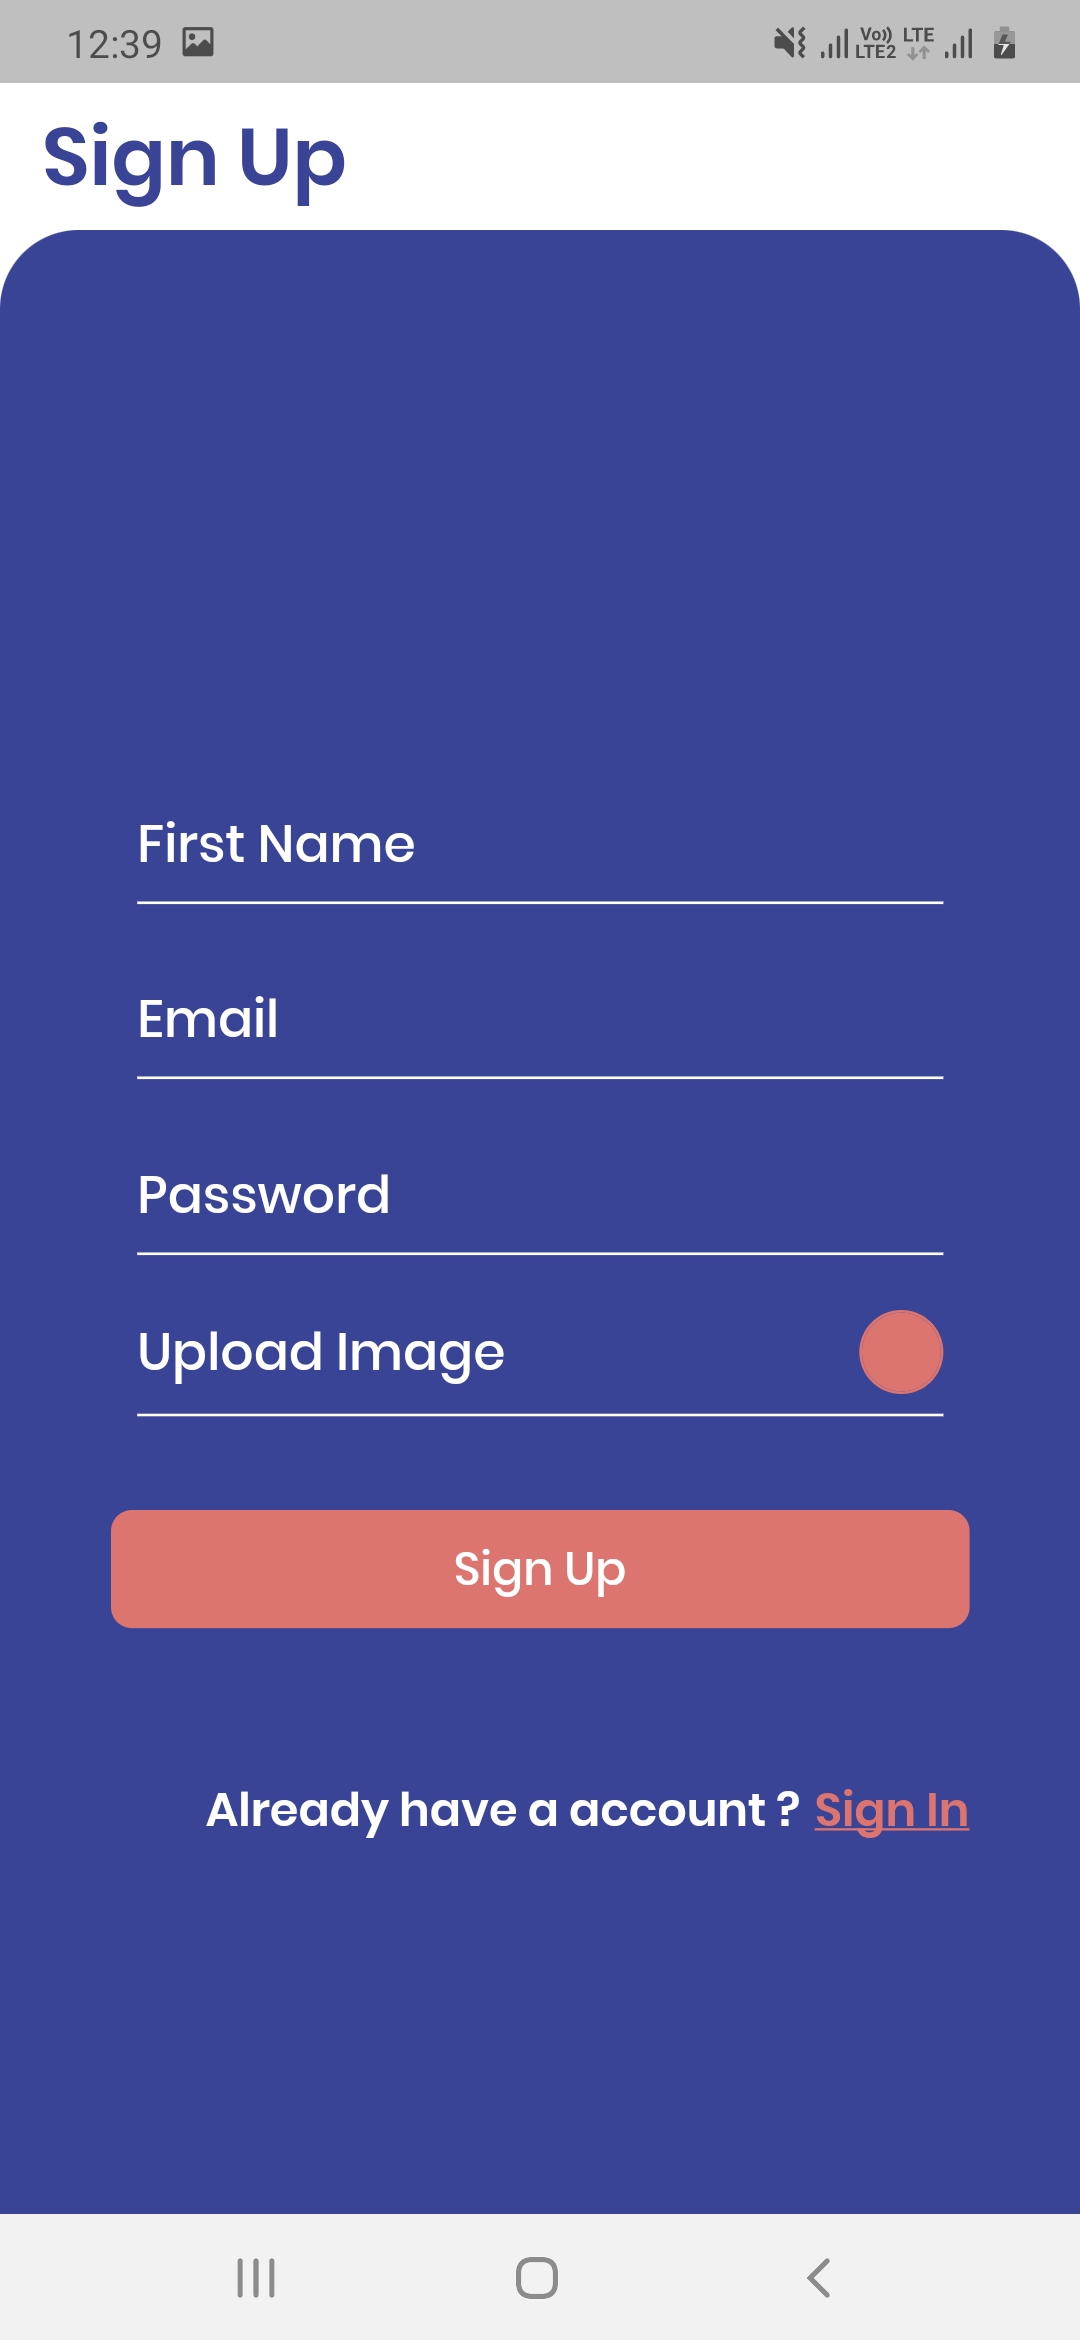 12:39 Vo)) LTE
LTE2
Sign Up
First Name
Email
Password
Upload Image
Sign Up
Already have a account ? Sign In